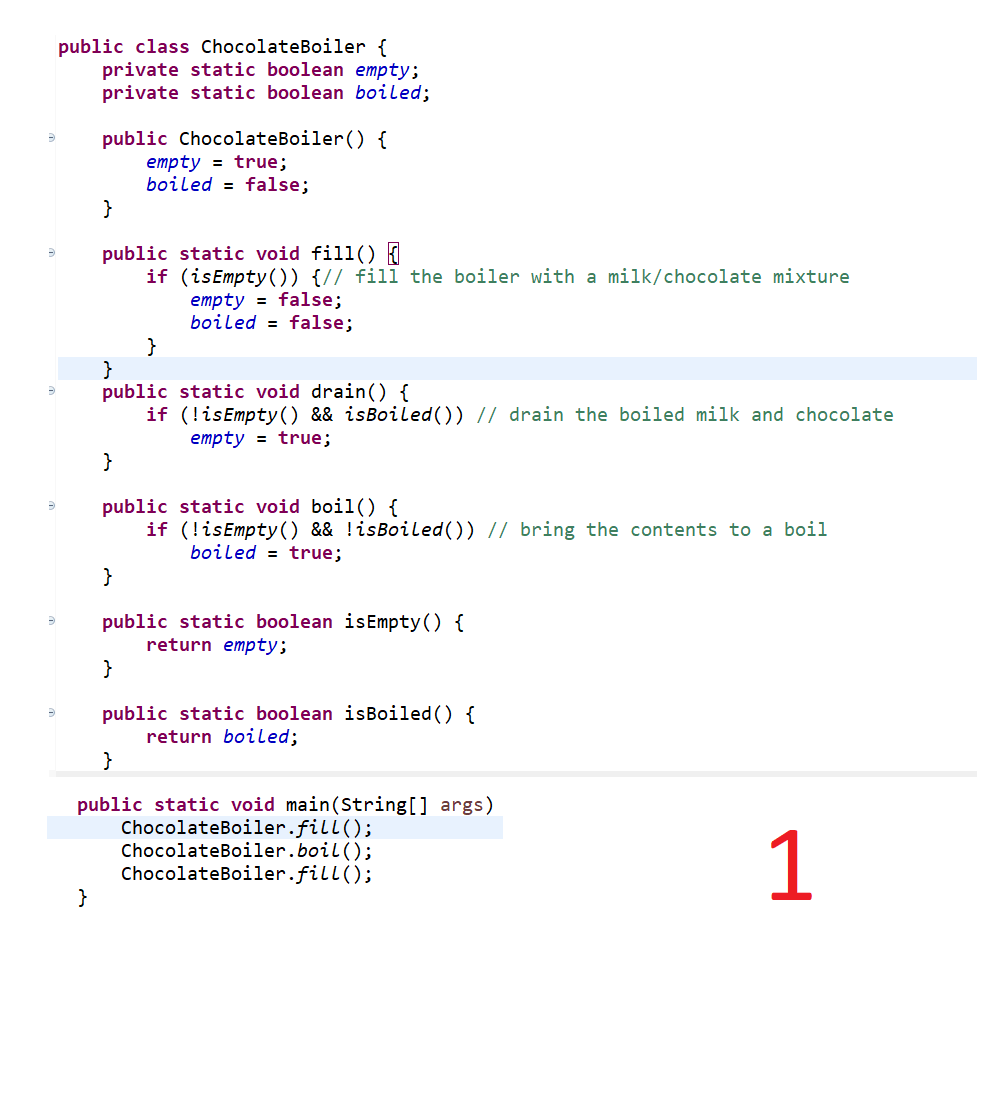 public class ChocolateBoiler {
    private static boolean empty;
    private static boolean boiled;
    public ChocolateBoiler() {
        empty = true;
        boiled = false;
    }
    public static void fill() {
        if (isEmpty()) {// fill the boiler with a milk/chocolate mixture
            empty = false;
            boiled = false;
        }
    }
    public static void drain() {
        if (!isEmpty() && isBoiled()) // drain the boiled milk and chocolate
            empty = true;
    }
    public static void boil() {
        if (!isEmpty() && !isBoiled()) // bring the contents to a boil
            boiled = true;
    }
    public static boolean isEmpty() {
        return empty;
    }
    public static boolean isBoiled() {
        return boiled;
    }
public static void main(String[] args)
    ChocolateBoiler.fill();
    ChocolateBoiler.boil();
    ChocolateBoiler.fill();
}
1